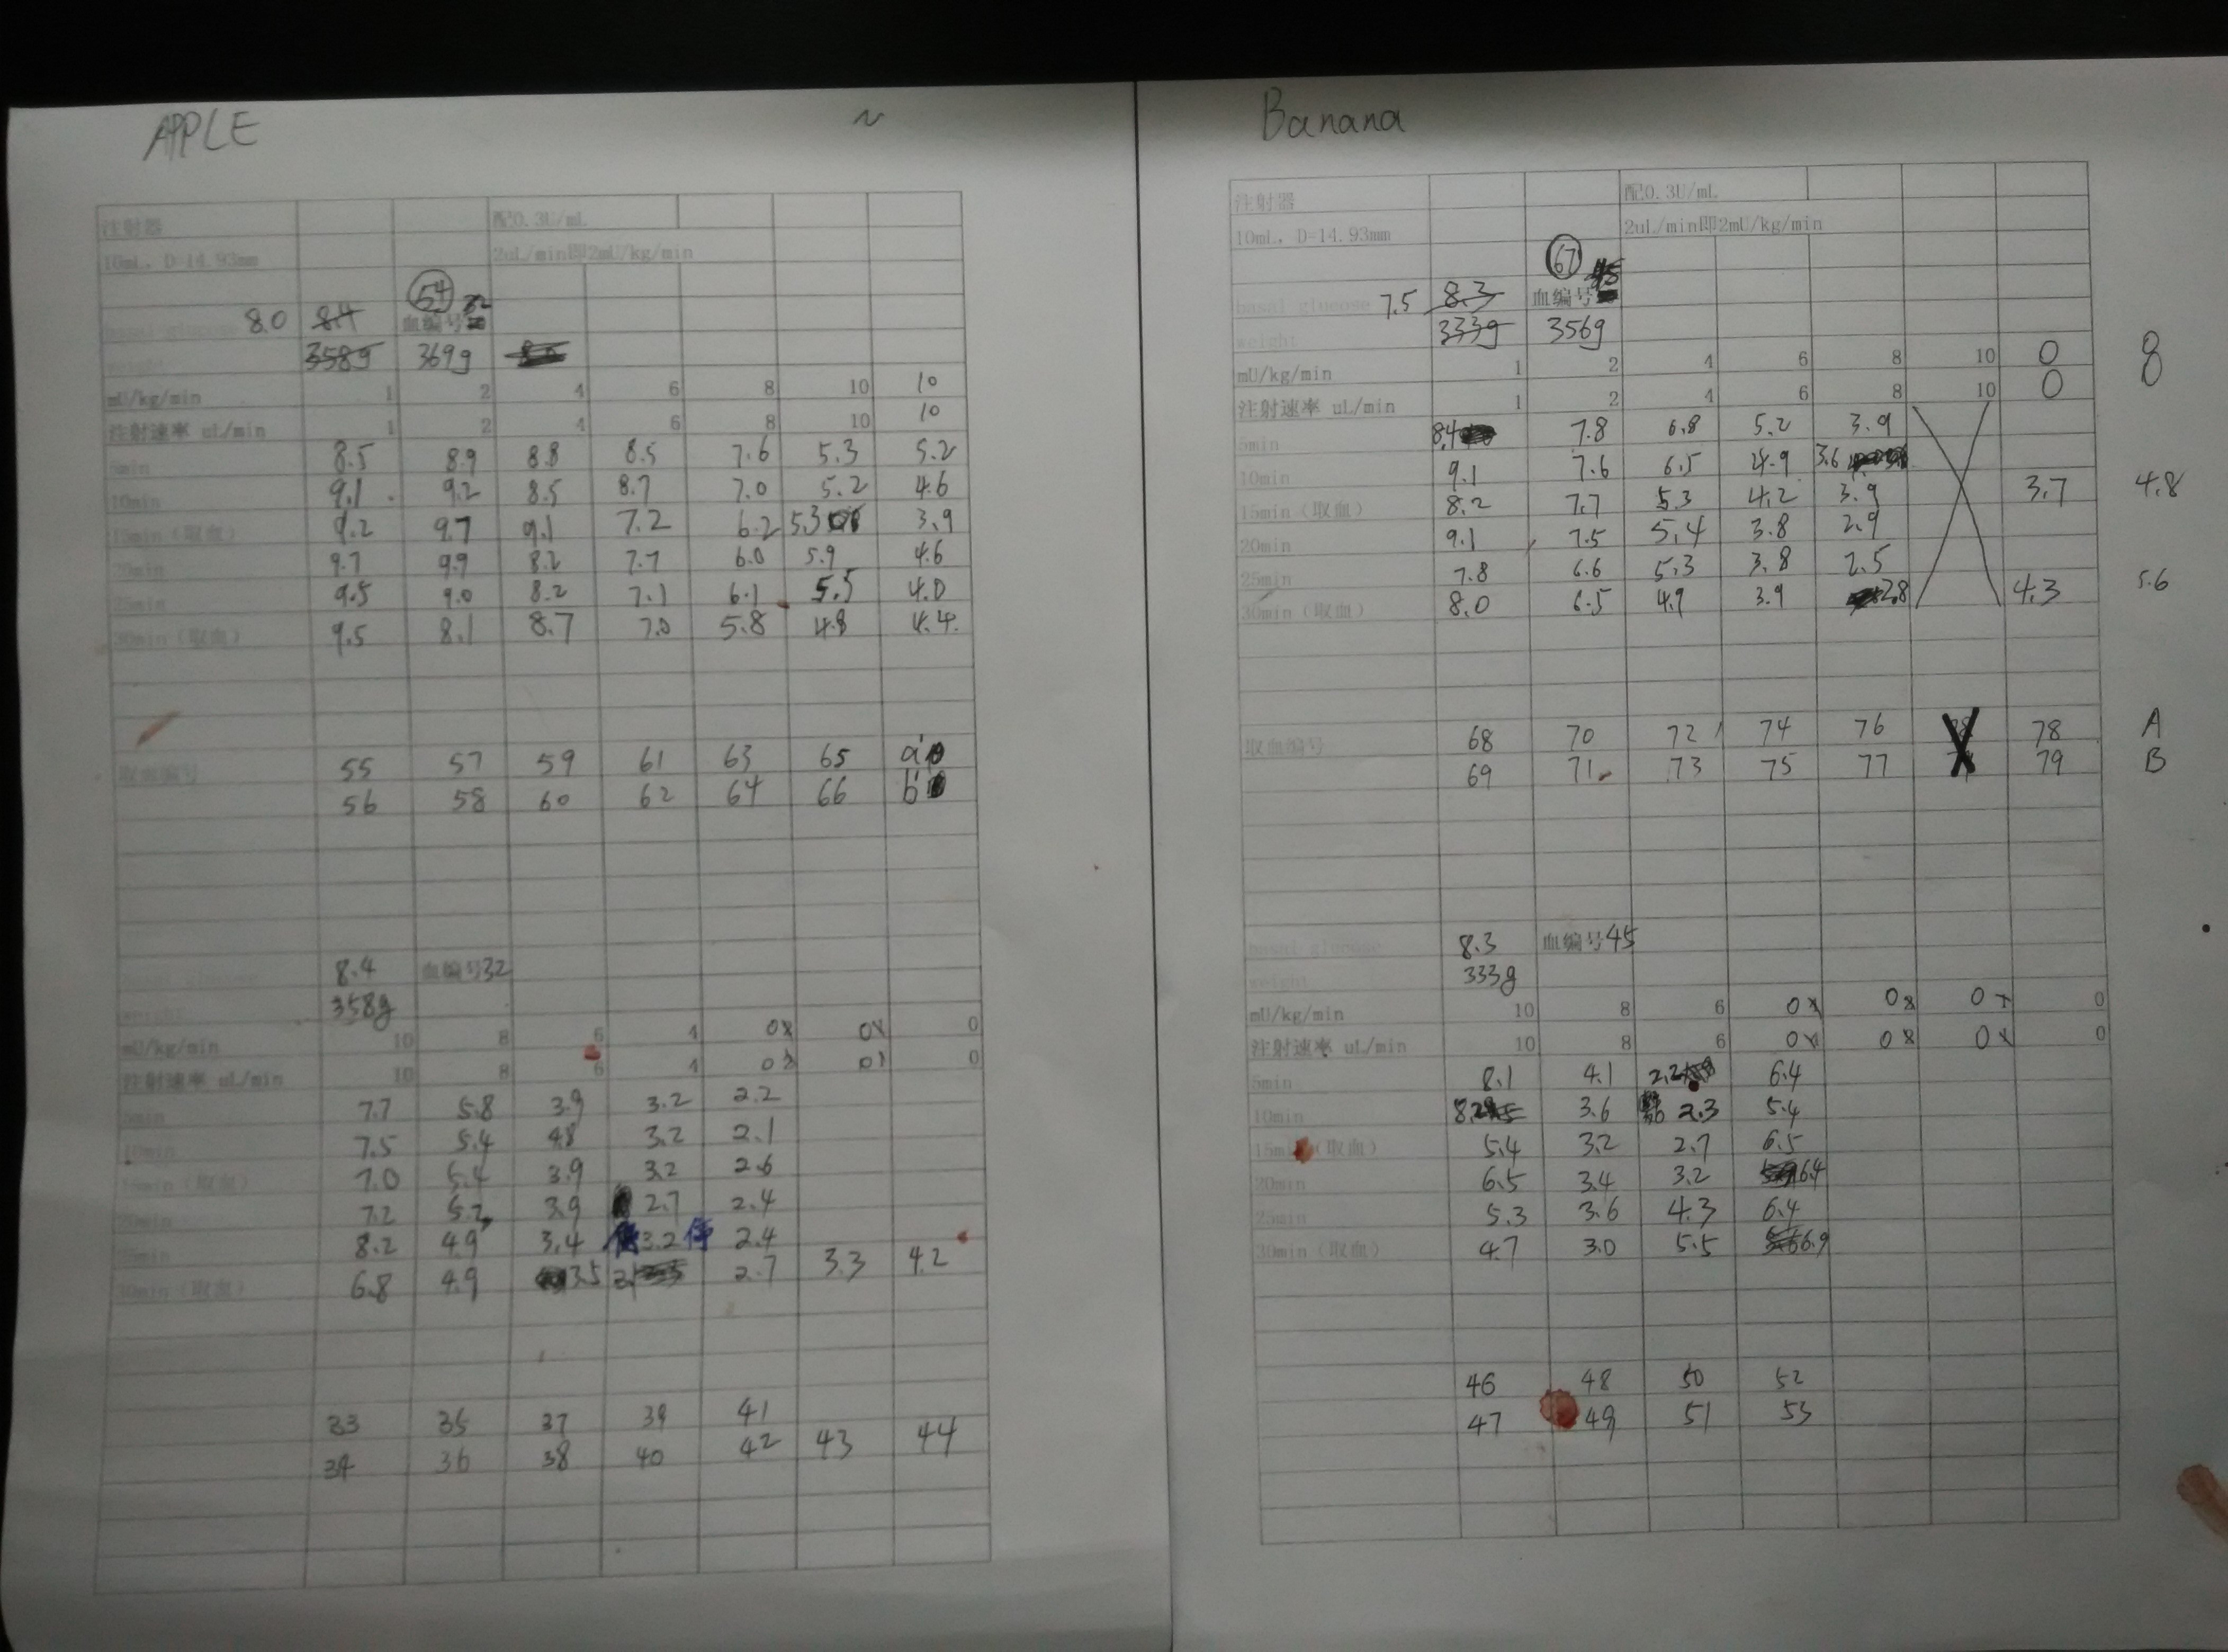 APPLE
注射器 配0.3U/mL
10mL，D=14.93mm 2uL/min即2mU/kg/min
54
8.0 8.4 血编号
weight 358g 369g
mU/kg/min 1 2 4 6 8 10 10
注射速率 uL/min 1 2 4 6 8 10 10
5min 8.5 8.9 8.8 8.5 7.6 5.3 5.2
10min 9.1 9.2 8.5 8.7 7.0 5.2 4.6
15min（取血） 9.2 9.7 9.1 7.2 6.2 5.3 3.9
20min 9.7 9.9 8.2 7.7 6.0 5.9 4.6
25min 9.5 9.0 8.2 7.1 6.1 5.5 4.0
30min（取血） 9.5 8.1 8.7 7.0 5.8 4.8 4.4
取血编号 55 57 59 61 63 65 a
56 58 60 62 64 66 b
basal glucose 8.4 血编号32
weight 358g
mU/kg/min 10 8 6 4 0x 0x 0
注射速率 uL/min 10 8 6 4 0 0 0
5min 7.7 5.8 3.9 3.2 2.2
10min 7.5 5.4 4.8 3.2 2.1
15min（取血） 7.0 5.4 3.9 3.2 2.6
20min 7.2 5.2 3.9 2.7 2.4
25min 8.2 4.9 3.4 3.2 停 2.4
30min（取血） 6.8 4.9 3.5 2.7 3.3 4.2
33 35 37 39 41
34 36 38 40 42 43 44
Banana
注射器 配0.3U/mL
10mL，D=14.93mm 2uL/min即2mU/kg/min
67
basal glucose 7.5 8.3 血编号
weight 333g 356g
mU/kg/min 1 2 4 6 8 10 0 8
注射速率 uL/min 1 2 4 6 8 10 0
5min 8.4 7.8 6.8 5.2 3.9
10min 9.1 7.6 6.5 4.9 3.6
15min（取血） 8.2 7.7 5.3 4.2 3.9 3.7 4.8
20min 9.1 7.5 5.4 3.8 2.9
25min 7.8 6.6 5.3 3.8 2.5
30min（取血） 8.0 6.5 4.9 3.9 2.8 4.3 5.6
取血编号 68 70 72 74 76 78 A
69 71 73 75 77 79 B
basal glucose 8.3 血编号45
weight 333g
mU/kg/min 10 8 6 0x 0x 0x 0
注射速率 uL/min 10 8 6 0x 0x 0x 0
5min 8.1 4.1 2.2 6.4
10min 8.2 3.6 2.3 5.4
15min（取血） 5.4 3.2 2.7 6.5
20min 6.5 3.4 3.2 6.4
25min 5.3 3.6 4.3 6.4
30min（取血） 4.7 3.0 5.5 6.9
46 48 50 52
47 49 51 53